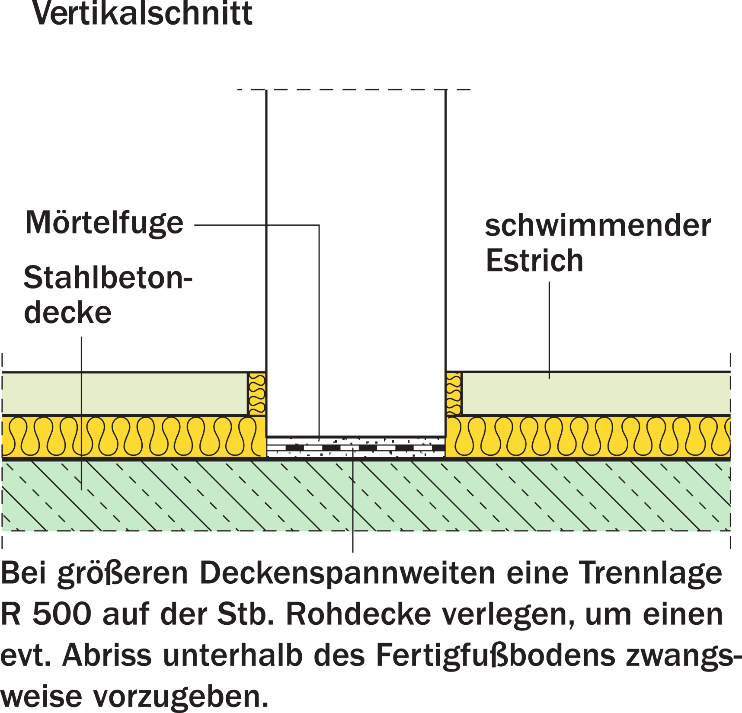 Vertikalschnitt
Mörtelfuge
schwimmender
Estrich
Stahlbeton-
decke
Bei größeren Deckenspannweiten eine Trennlage
R 500 auf der Stb. Rohdecke verlegen, um einen
evt. Abriss unterhalb des Fertigfußbodens zwangs-
weise vorzugeben.